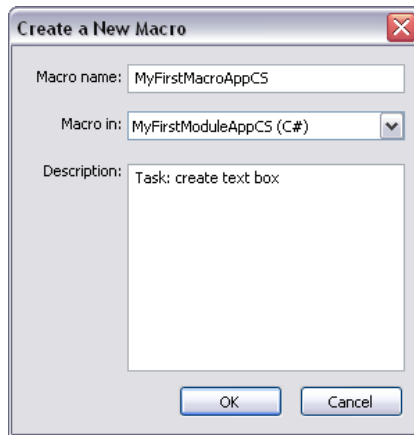 Create a New Macro
Macro name: MyFirstMacroAppCS
Macro in: MyFirstModuleAppCS (C#)
Description: Task: create text box
OK Cancel